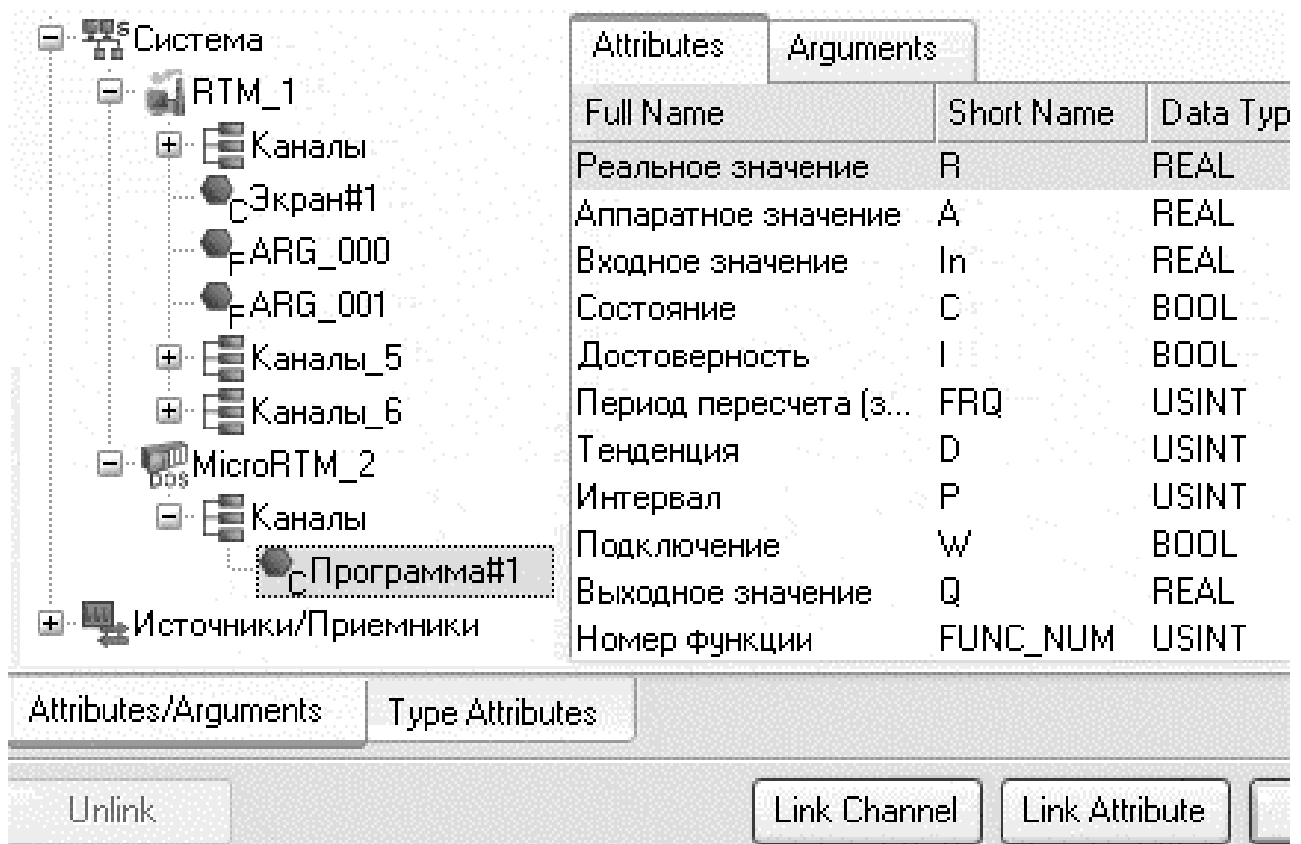 Система
RTM_1
Каналы
Экран#1
ARG_000
ARG_001
Каналы_5
Каналы_6
MicroRTM_2
Каналы
Программа#1
Источники/Приемники
Attributes Arguments
Full Name Short Name Data Typ
Реальное значение R REAL
Аппаратное значение A REAL
Входное значение In REAL
Состояние C BOOL
Достоверность I BOOL
Период пересчета (з... FRQ USINT
Тенденция D USINT
Интервал P USINT
Подключение W BOOL
Выходное значение Q REAL
Номер функции FUNC_NUM USINT
Attributes/Arguments Type Attributes
Unlink Link Channel Link Attribute